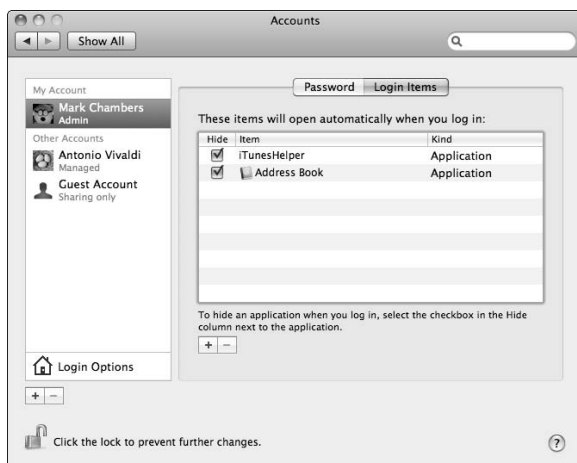 Accounts
Show All
My Account
Mark Chambers
Admin
Other Accounts
Antonio Vivaldi
Managed
Guest Account
Sharing only
Login Options
+ −
Password Login Items
These items will open automatically when you log in:
Hide Item Kind
iTunesHelper Application
Address Book Application
To hide an application when you log in, select the checkbox in the Hide
column next to the application.
+ −
Click the lock to prevent further changes.
?